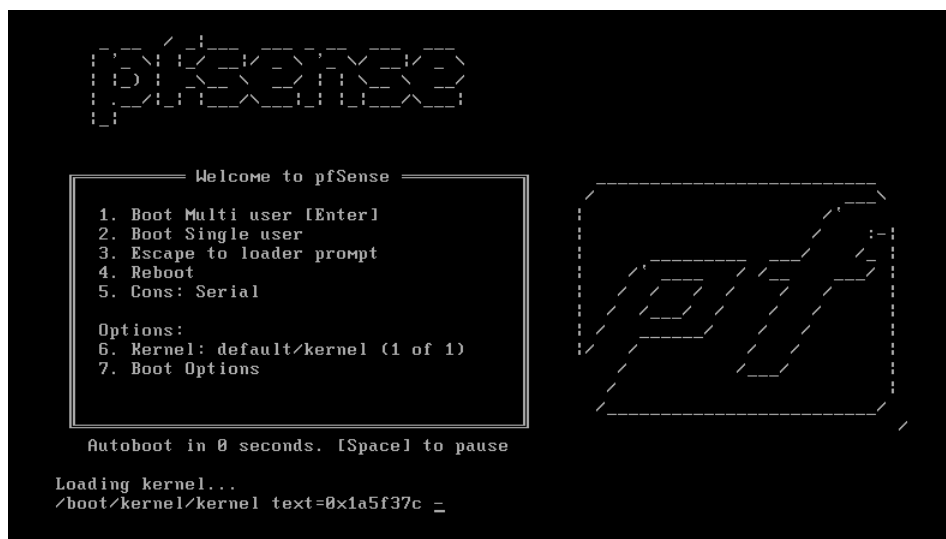 pfsense
Welcome to pfSense
1. Boot Multi user [Enter]
2. Boot Single user
3. Escape to loader prompt
4. Reboot
5. Cons: Serial
Options:
6. Kernel: default/kernel (1 of 1)
7. Boot Options
pf
Autoboot in 0 seconds. [Space] to pause
Loading kernel...
/boot/kernel/kernel text=0x1a5f37c _